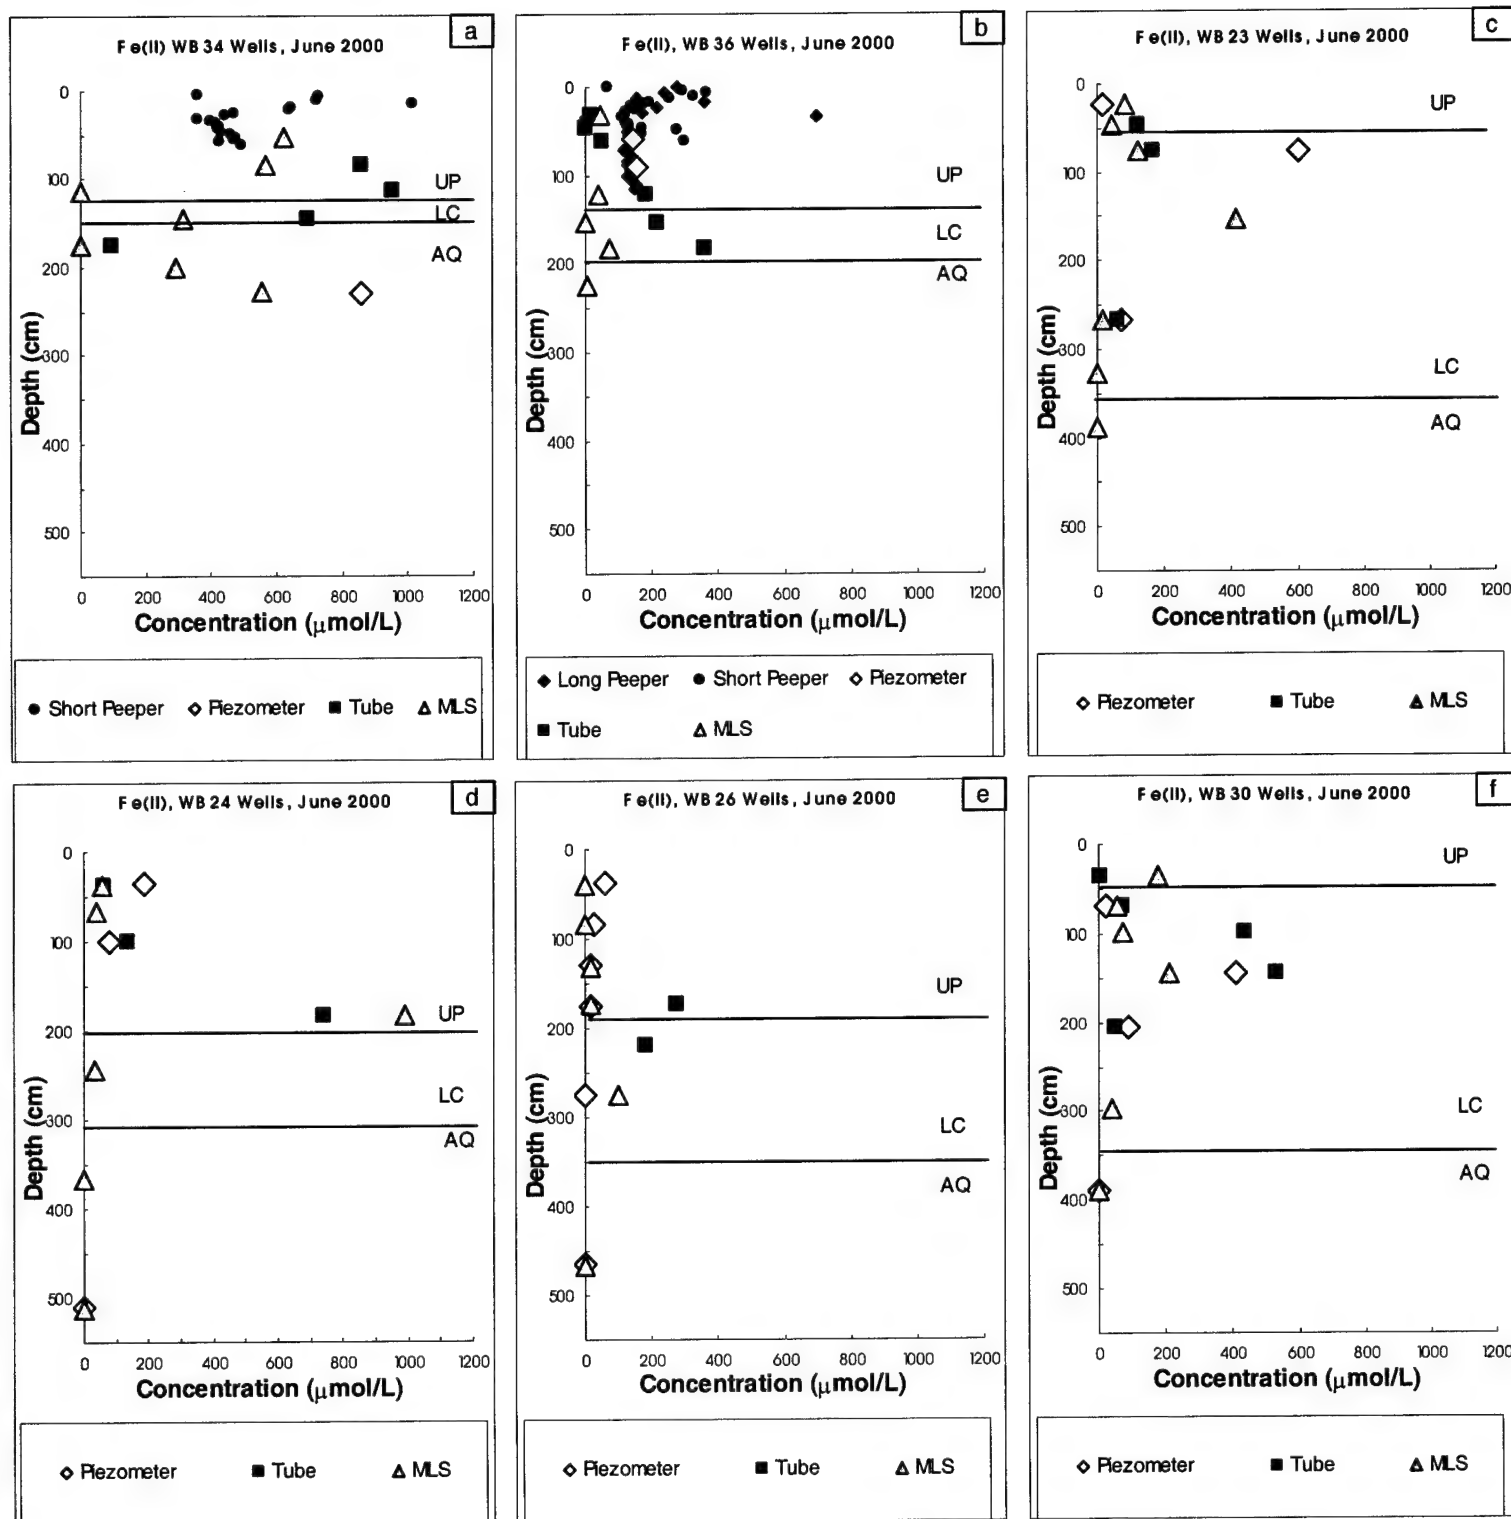 a
Fe(II) WB 34 Wells, June 2000
0
100
200
300
400
500
Depth (cm)
UP
LC
AQ
0 200 400 600 800 1000 1200
Concentration (μmol/L)
Short Peeper Piezometer Tube MLS
b
Fe(II), WB 36 Wells, June 2000
0
100
200
300
400
500
Depth (cm)
UP
LC
AQ
0 200 400 600 800 1000 1200
Concentration (μmol/L)
Long Peeper Short Peeper Piezometer
Tube MLS
c
Fe(II), WB 23 Wells, June 2000
0
100
200
300
400
500
Depth (cm)
UP
LC
AQ
0 200 400 600 800 1000 1200
Concentration (μmol/L)
Piezometer Tube MLS
d
Fe(II), WB 24 Wells, June 2000
0
100
200
300
400
500
Depth (cm)
UP
LC
AQ
0 200 400 600 800 1000 1200
Concentration (μmol/L)
Piezometer Tube MLS
e
Fe(II), WB 26 Wells, June 2000
0
100
200
300
400
500
Depth (cm)
UP
LC
AQ
0 200 400 600 800 1000 1200
Concentration (μmol/L)
Piezometer Tube MLS
f
Fe(II), WB 30 Wells, June 2000
0
100
200
300
400
500
Depth (cm)
UP
LC
AQ
0 200 400 600 800 1000 1200
Concentration (μmol/L)
Piezometer Tube MLS